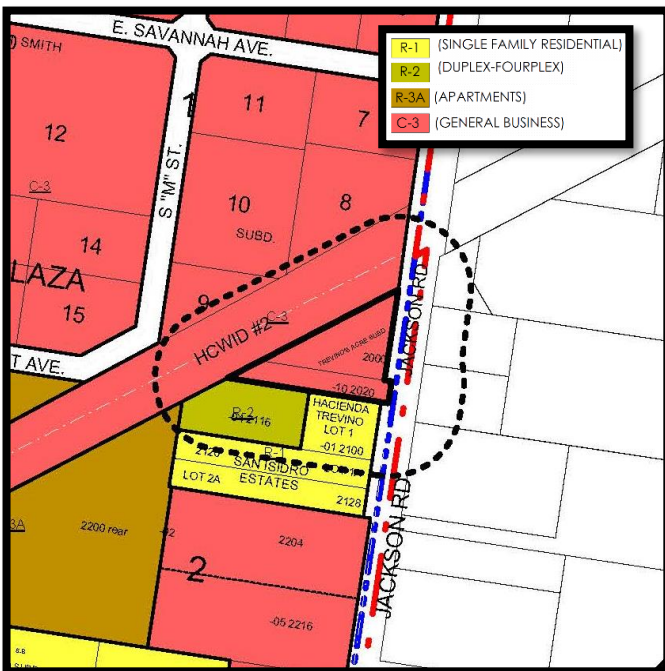 E. SAVANNAH AVE.
SMITH
R-1 (SINGLE FAMILY RESIDENTIAL)
R-2 (DUPLEX-FOURPLEX)
R-3A (APARTMENTS)
C-3 (GENERAL BUSINESS)
1
11
7
12
S "M" ST.
C-3
10
8
SUBD.
14
LAZA
15
9
C-3
HCWID #2
JACKSON RD
T AVE.
TREVINO'S ACRE SUBD.
2000
-10 2020
R-2
2116
HACIENDA
TREVINO
LOT 1
-01 2100
R-1
SAN ISIDRO
ESTATES
LOT 2A
2128
3A
2200 rear
-02
2204
2
JACKSON RD
-05 2216